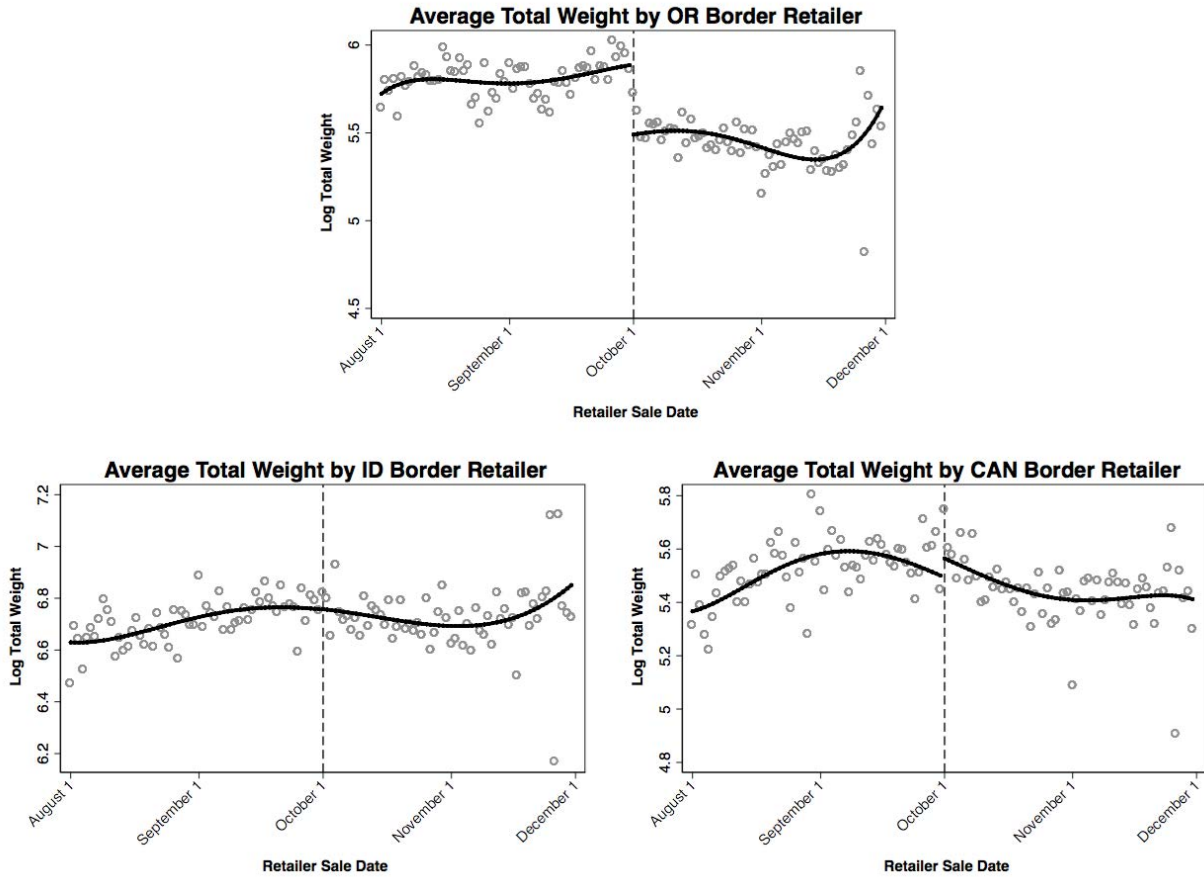 Average Total Weight by OR Border Retailer
6
5.5
5
4.5
Log Total Weight
August 1
September 1
October 1
November 1
December 1
Retailer Sale Date
Average Total Weight by ID Border Retailer
7.2
7
6.8
6.6
6.4
6.2
Log Total Weight
August 1
September 1
October 1
November 1
December 1
Retailer Sale Date
Average Total Weight by CAN Border Retailer
5.8
5.6
5.4
5.2
5
4.8
Log Total Weight
August 1
September 1
October 1
November 1
December 1
Retailer Sale Date